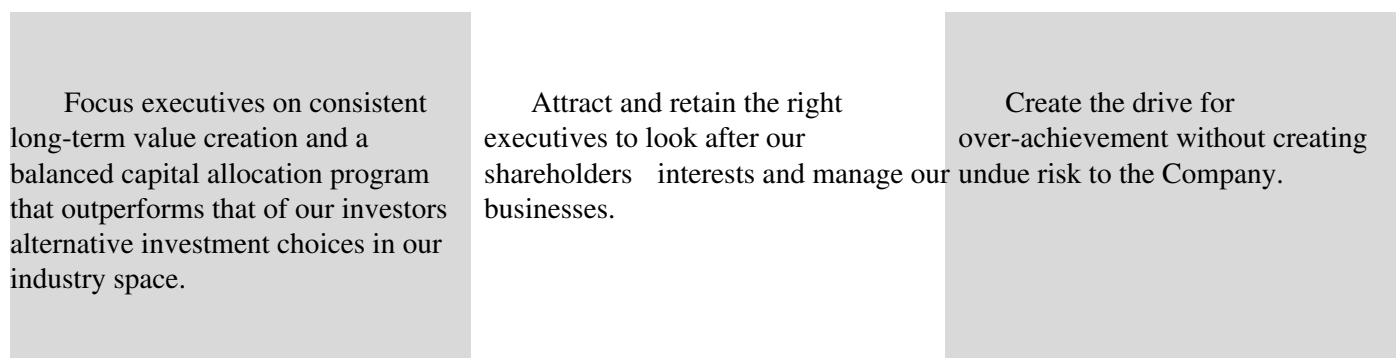 Focus executives on consistent
long-term value creation and a
balanced capital allocation program
that outperforms that of our investors
alternative investment choices in our
industry space.
Attract and retain the right
executives to look after our
shareholders interests and manage our
businesses.
Create the drive for
over-achievement without creating
undue risk to the Company.